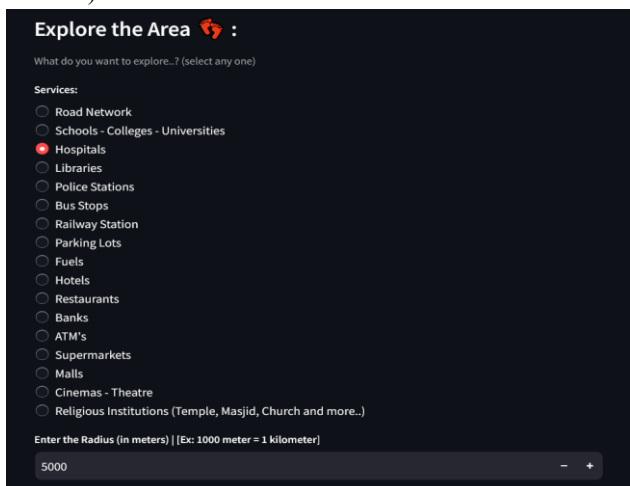 Explore the Area 👣 :
What do you want to explore..? (select any one)
Services:
Road Network
Schools - Colleges - Universities
Hospitals
Libraries
Police Stations
Bus Stops
Railway Station
Parking Lots
Fuels
Hotels
Restaurants
Banks
ATM's
Supermarkets
Malls
Cinemas - Theatre
Religious Institutions (Temple, Masjid, Church and more..)
Enter the Radius (in meters) | [Ex: 1000 meter = 1 kilometer]
5000 − +